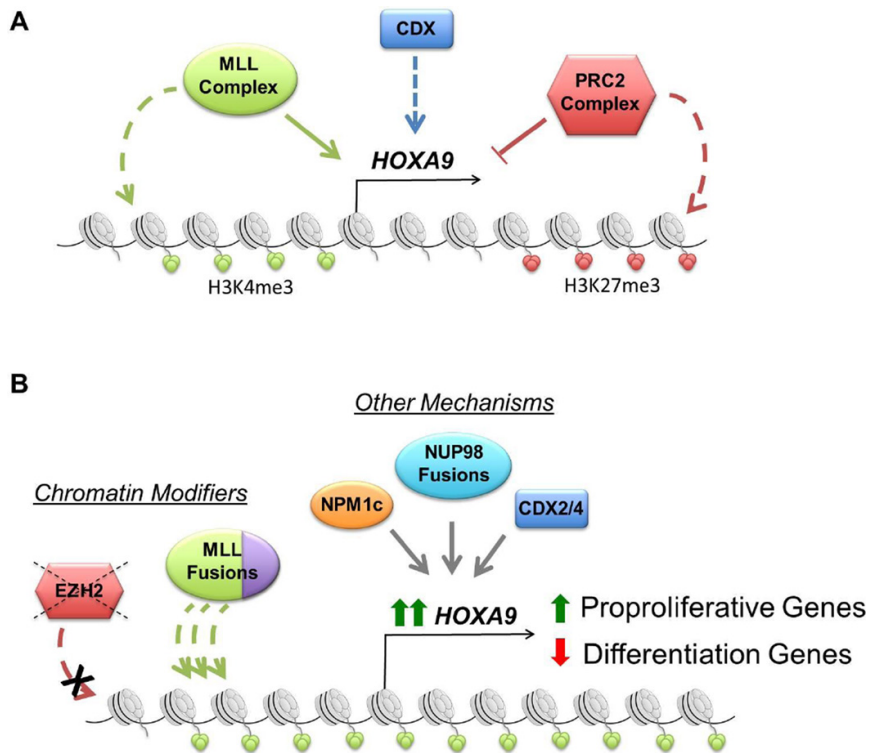 A
CDX
MLL
Complex
PRC2
Complex
HOXA9
H3K4me3
H3K27me3
B
Other Mechanisms
NUP98
Fusions
Chromatin Modifiers
NPM1c
CDX2/4
MLL
Fusions
EZH2
HOXA9
Proproliferative Genes
Differentiation Genes